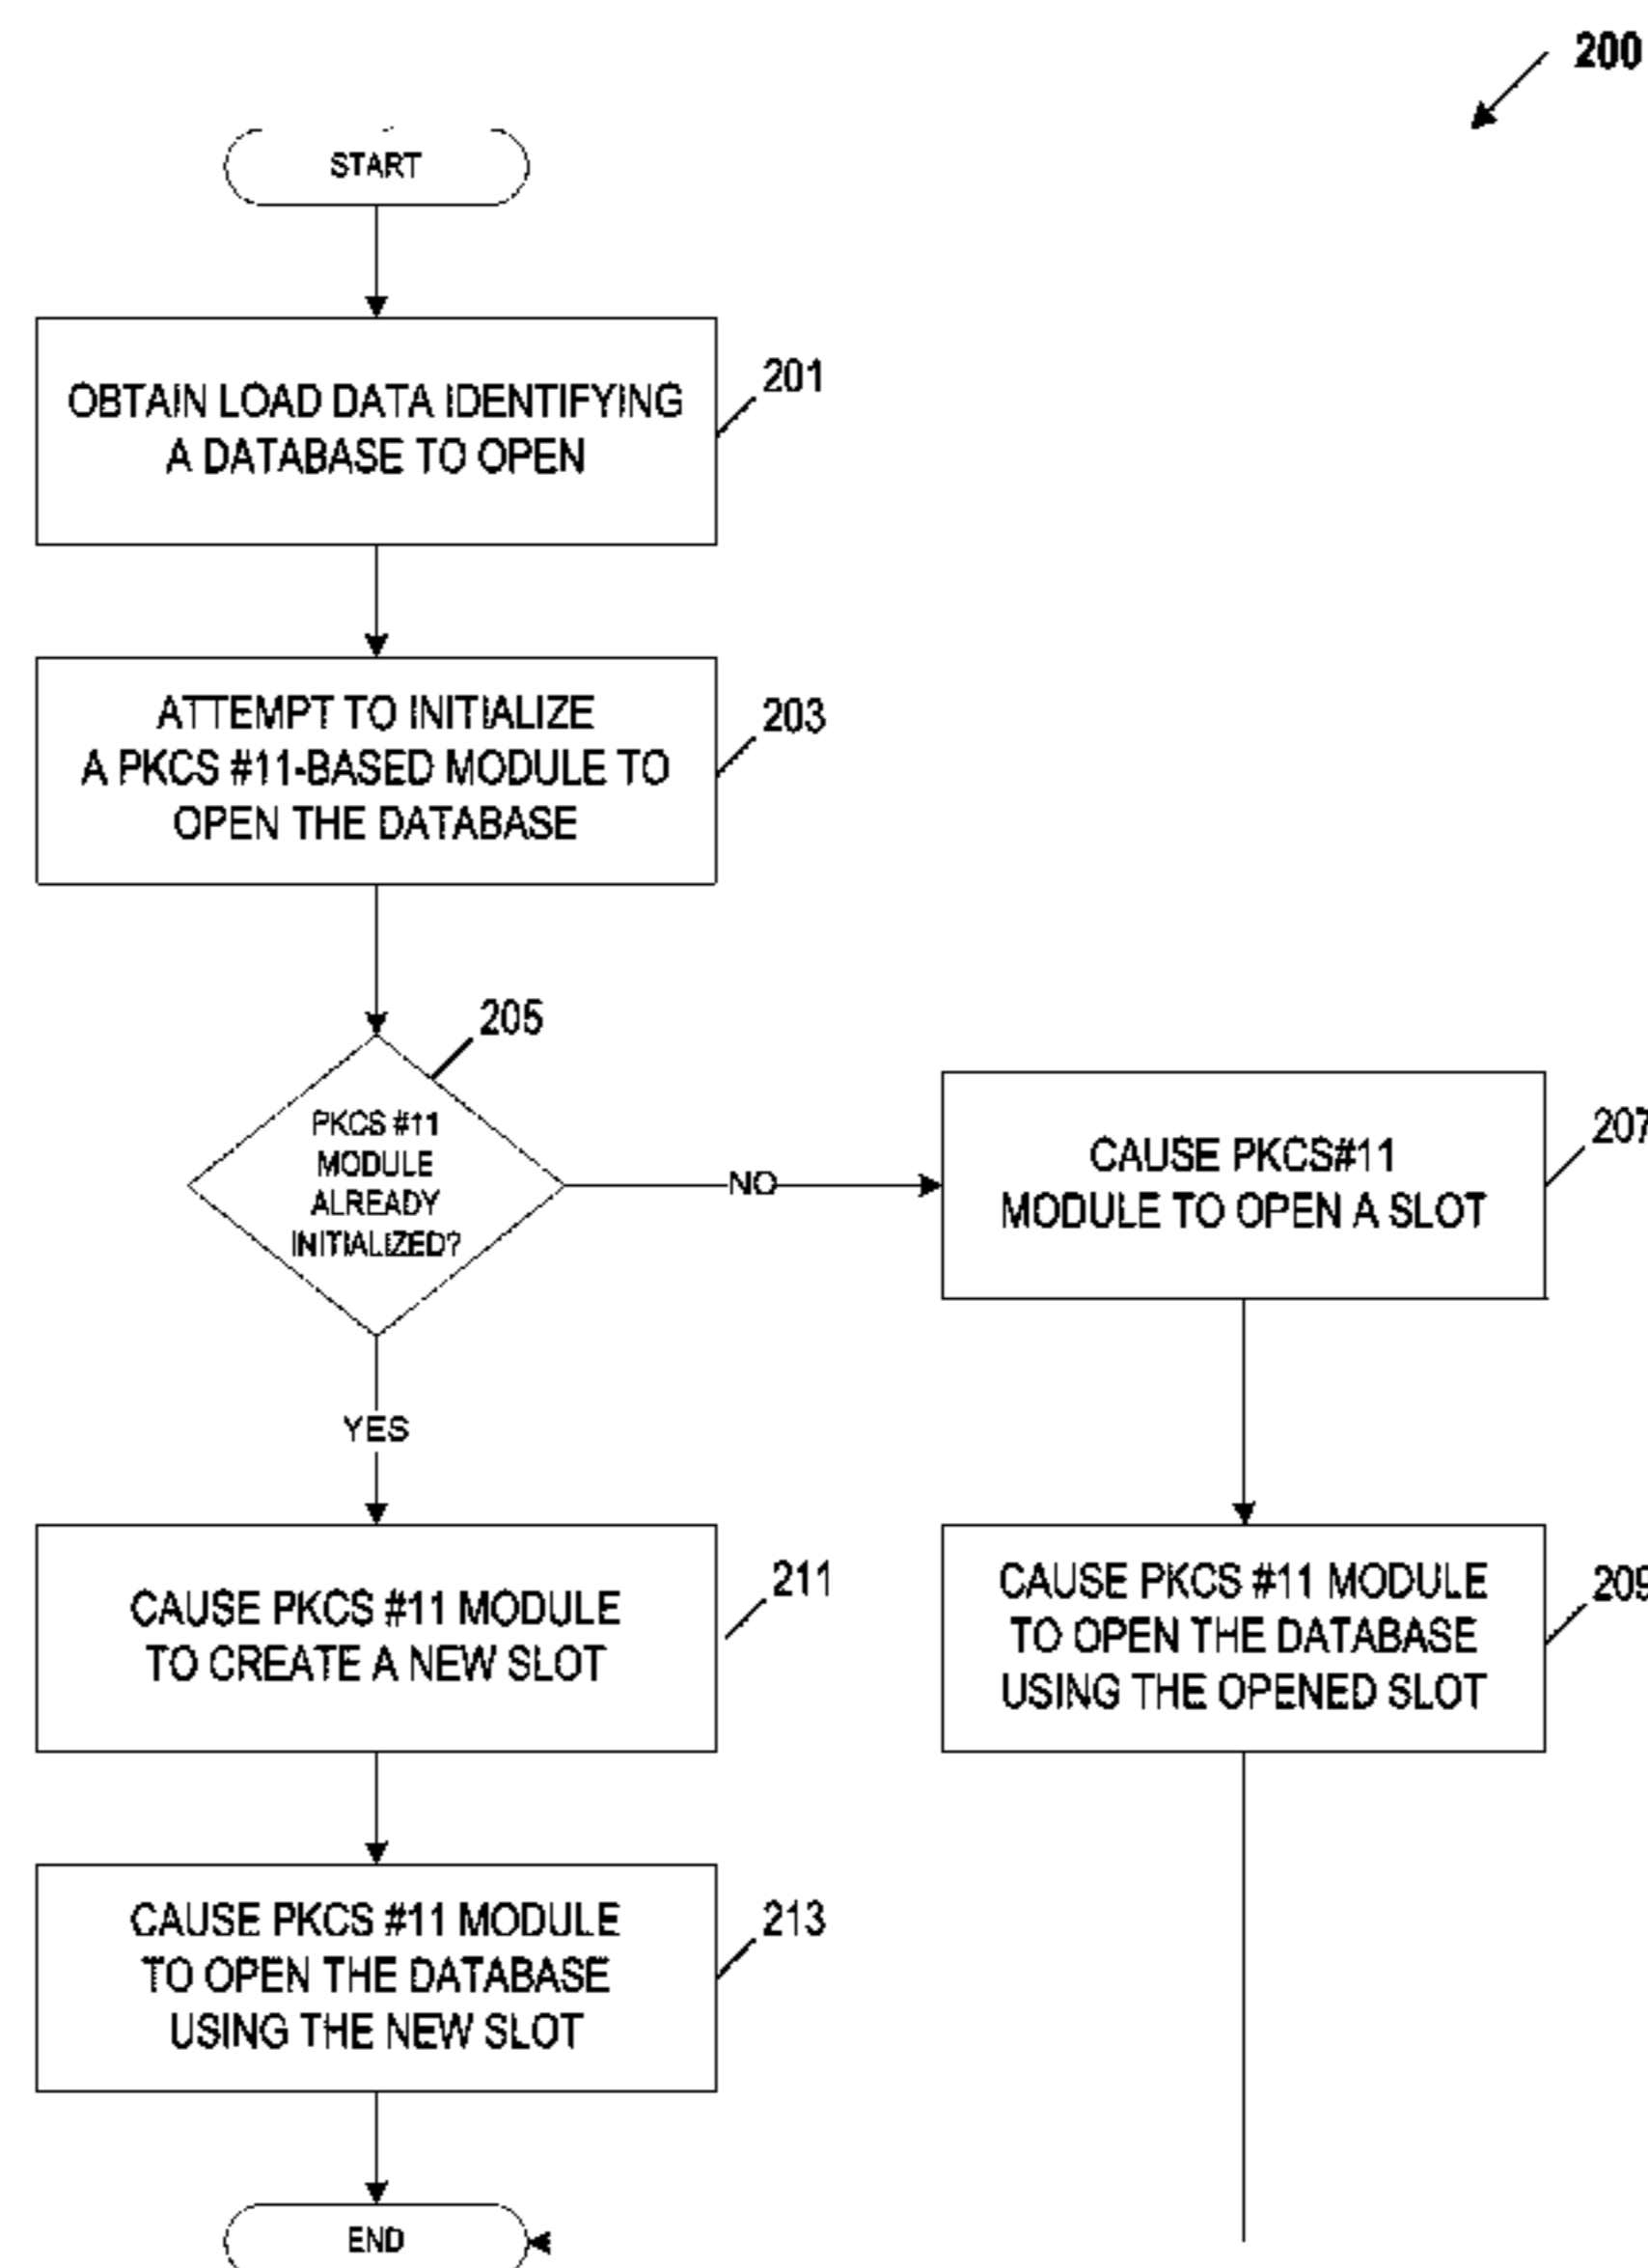 200
START
OBTAIN LOAD DATA IDENTIFYING
A DATABASE TO OPEN
201
ATTEMPT TO INITIALIZE
A PKCS #11-BASED MODULE TO
OPEN THE DATABASE
203
205
PKCS #11
MODULE
ALREADY
INITIALIZED?
NO
CAUSE PKCS#11
MODULE TO OPEN A SLOT
207
YES
CAUSE PKCS #11 MODULE
TO CREATE A NEW SLOT
211
CAUSE PKCS #11 MODULE
TO OPEN THE DATABASE
USING THE OPENED SLOT
209
CAUSE PKCS #11 MODULE
TO OPEN THE DATABASE
USING THE NEW SLOT
213
END